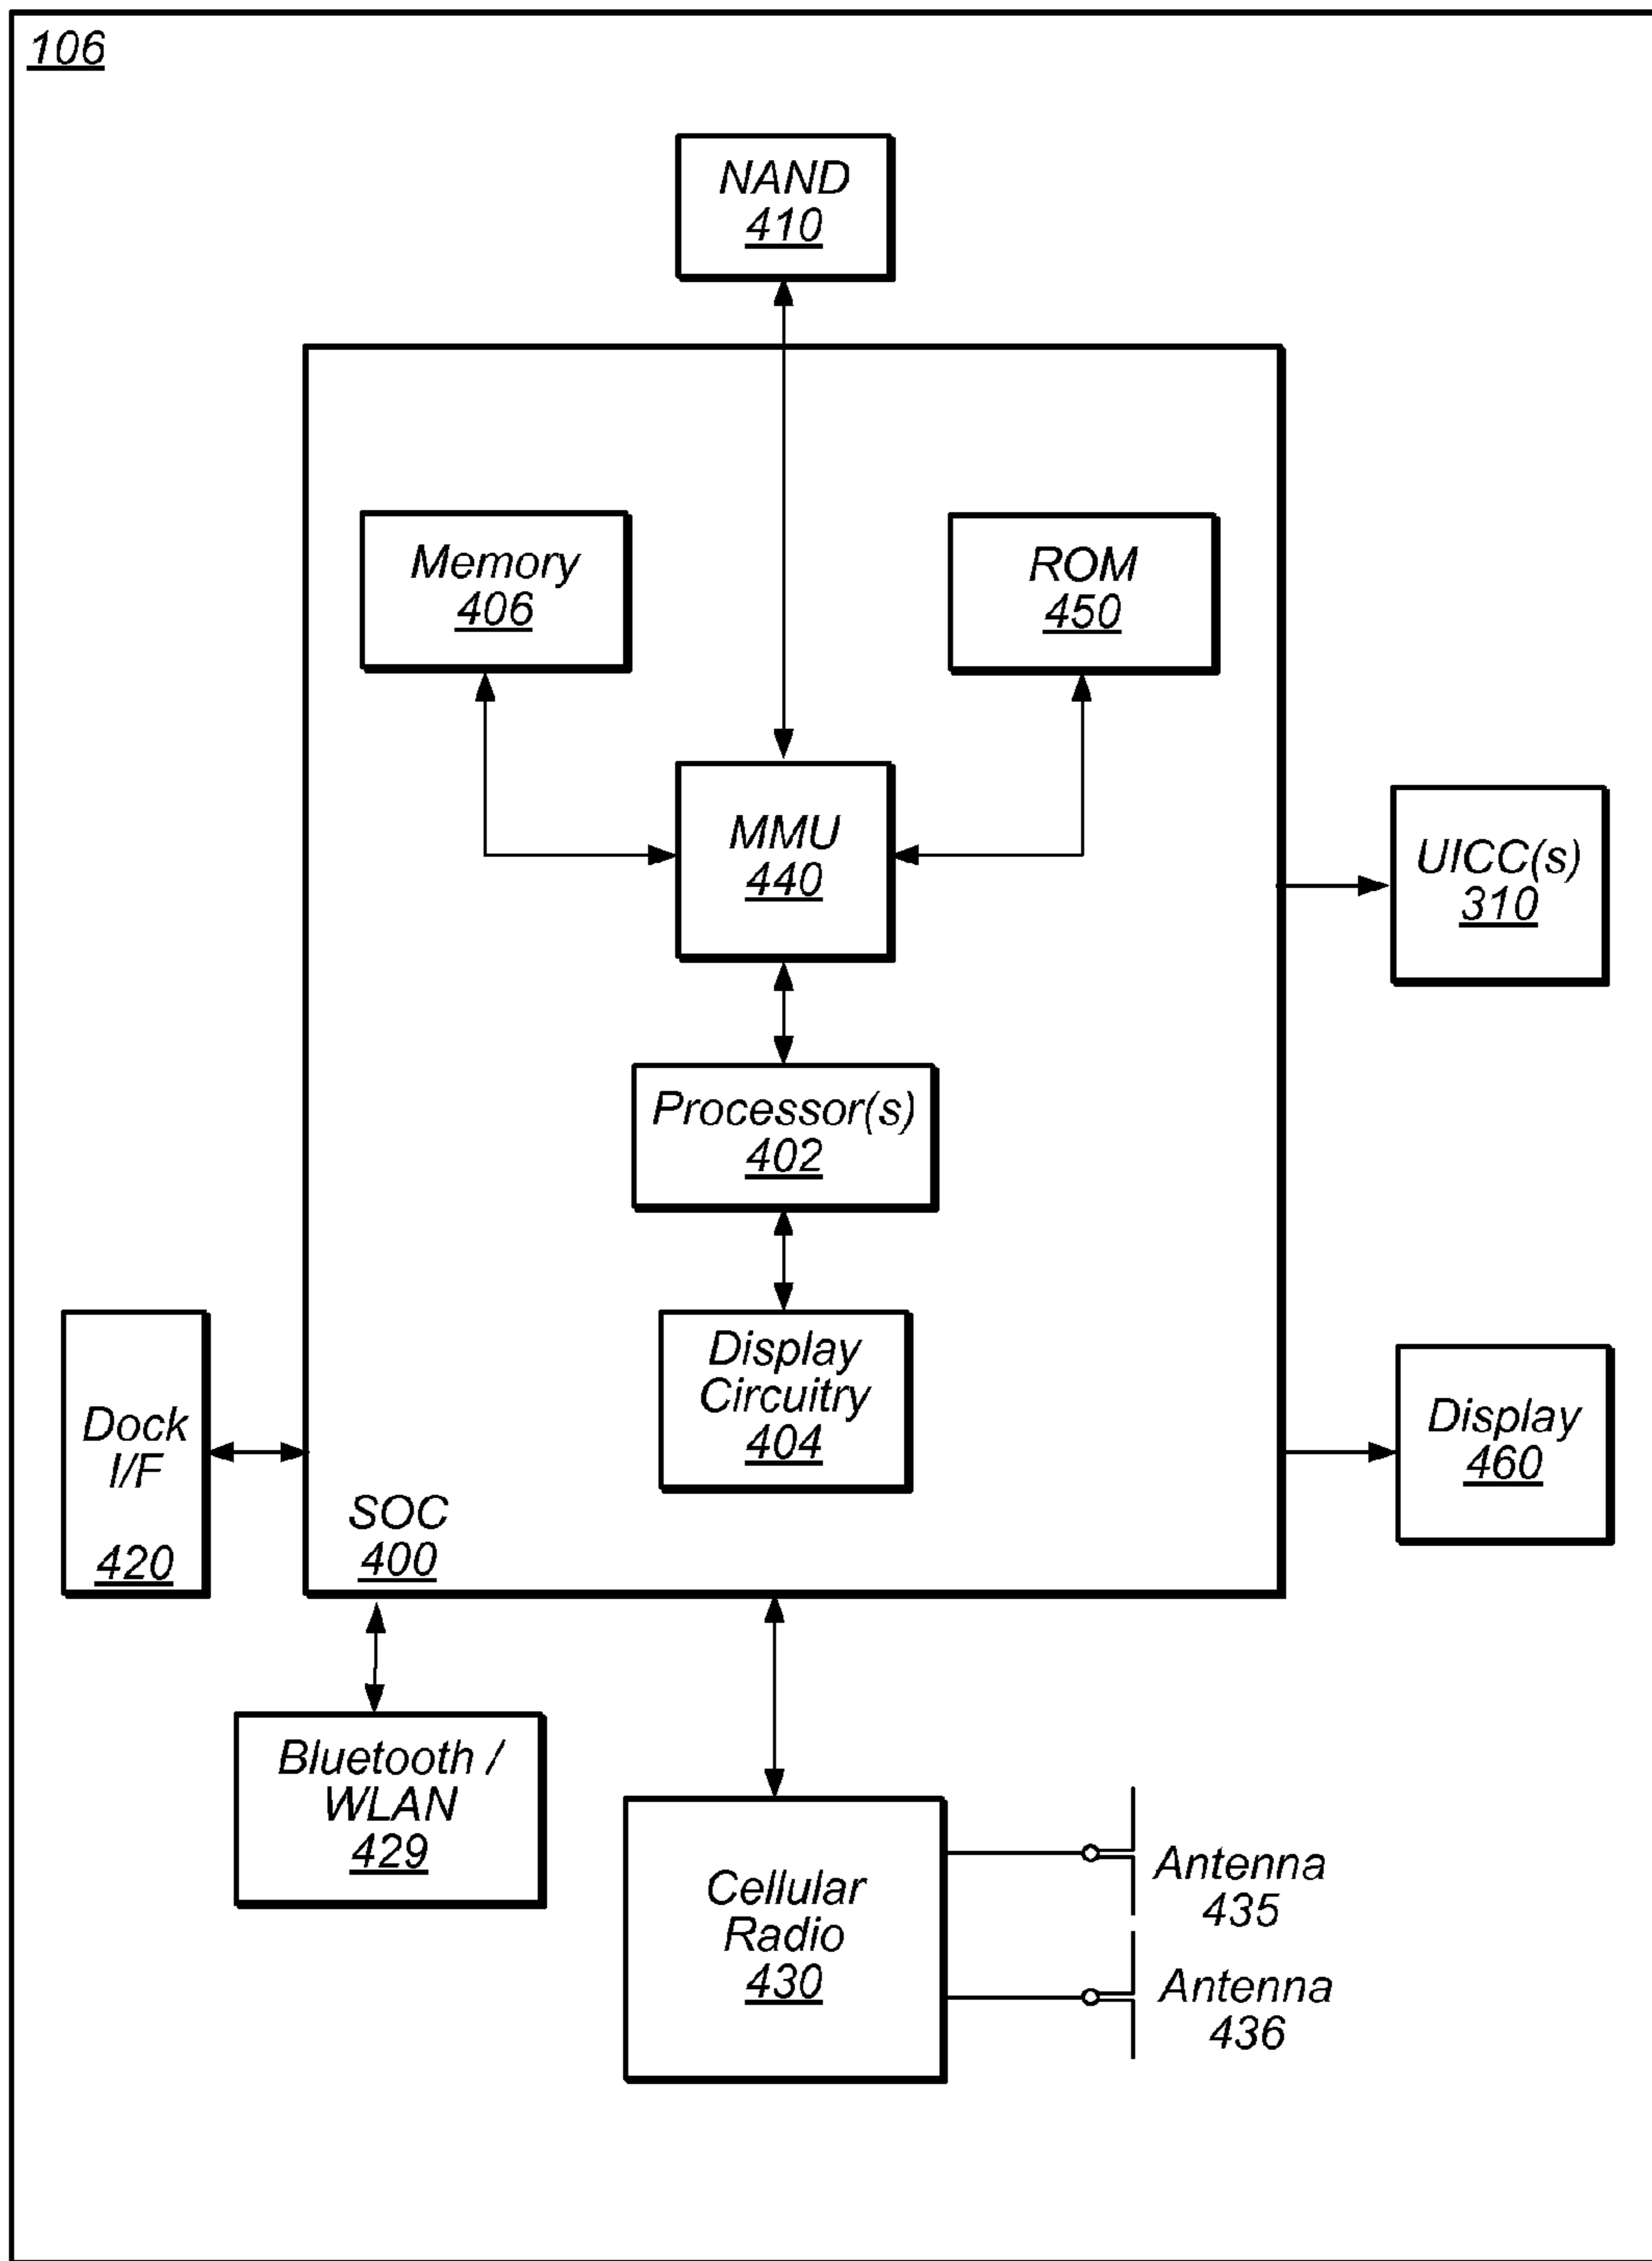 106
NAND
410
Memory
406
ROM
450
MMU
440
UICC(s)
310
Processor(s)
402
Display
Circuitry
404
Dock
I/F
420
Display
460
SOC
400
Bluetooth /
WLAN
429
Cellular
Radio
430
Antenna
435
Antenna
436